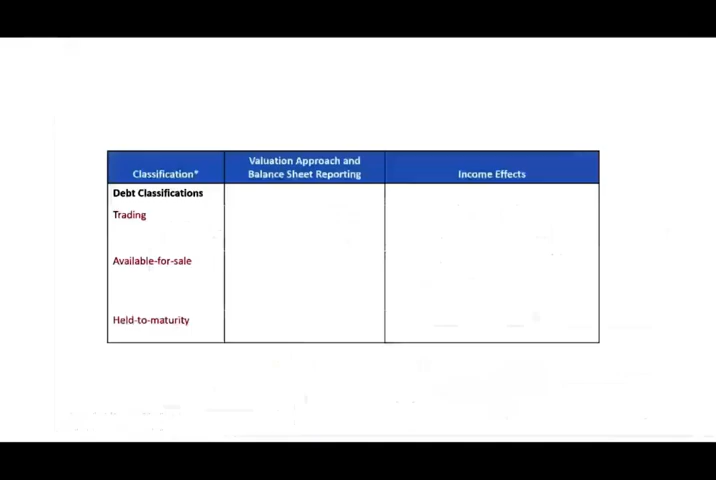 Classification*
Valuation Approach and
Balance Sheet Reporting
Income Effects
Debt Classifications
Trading
Available-for-sale
Held-to-maturity